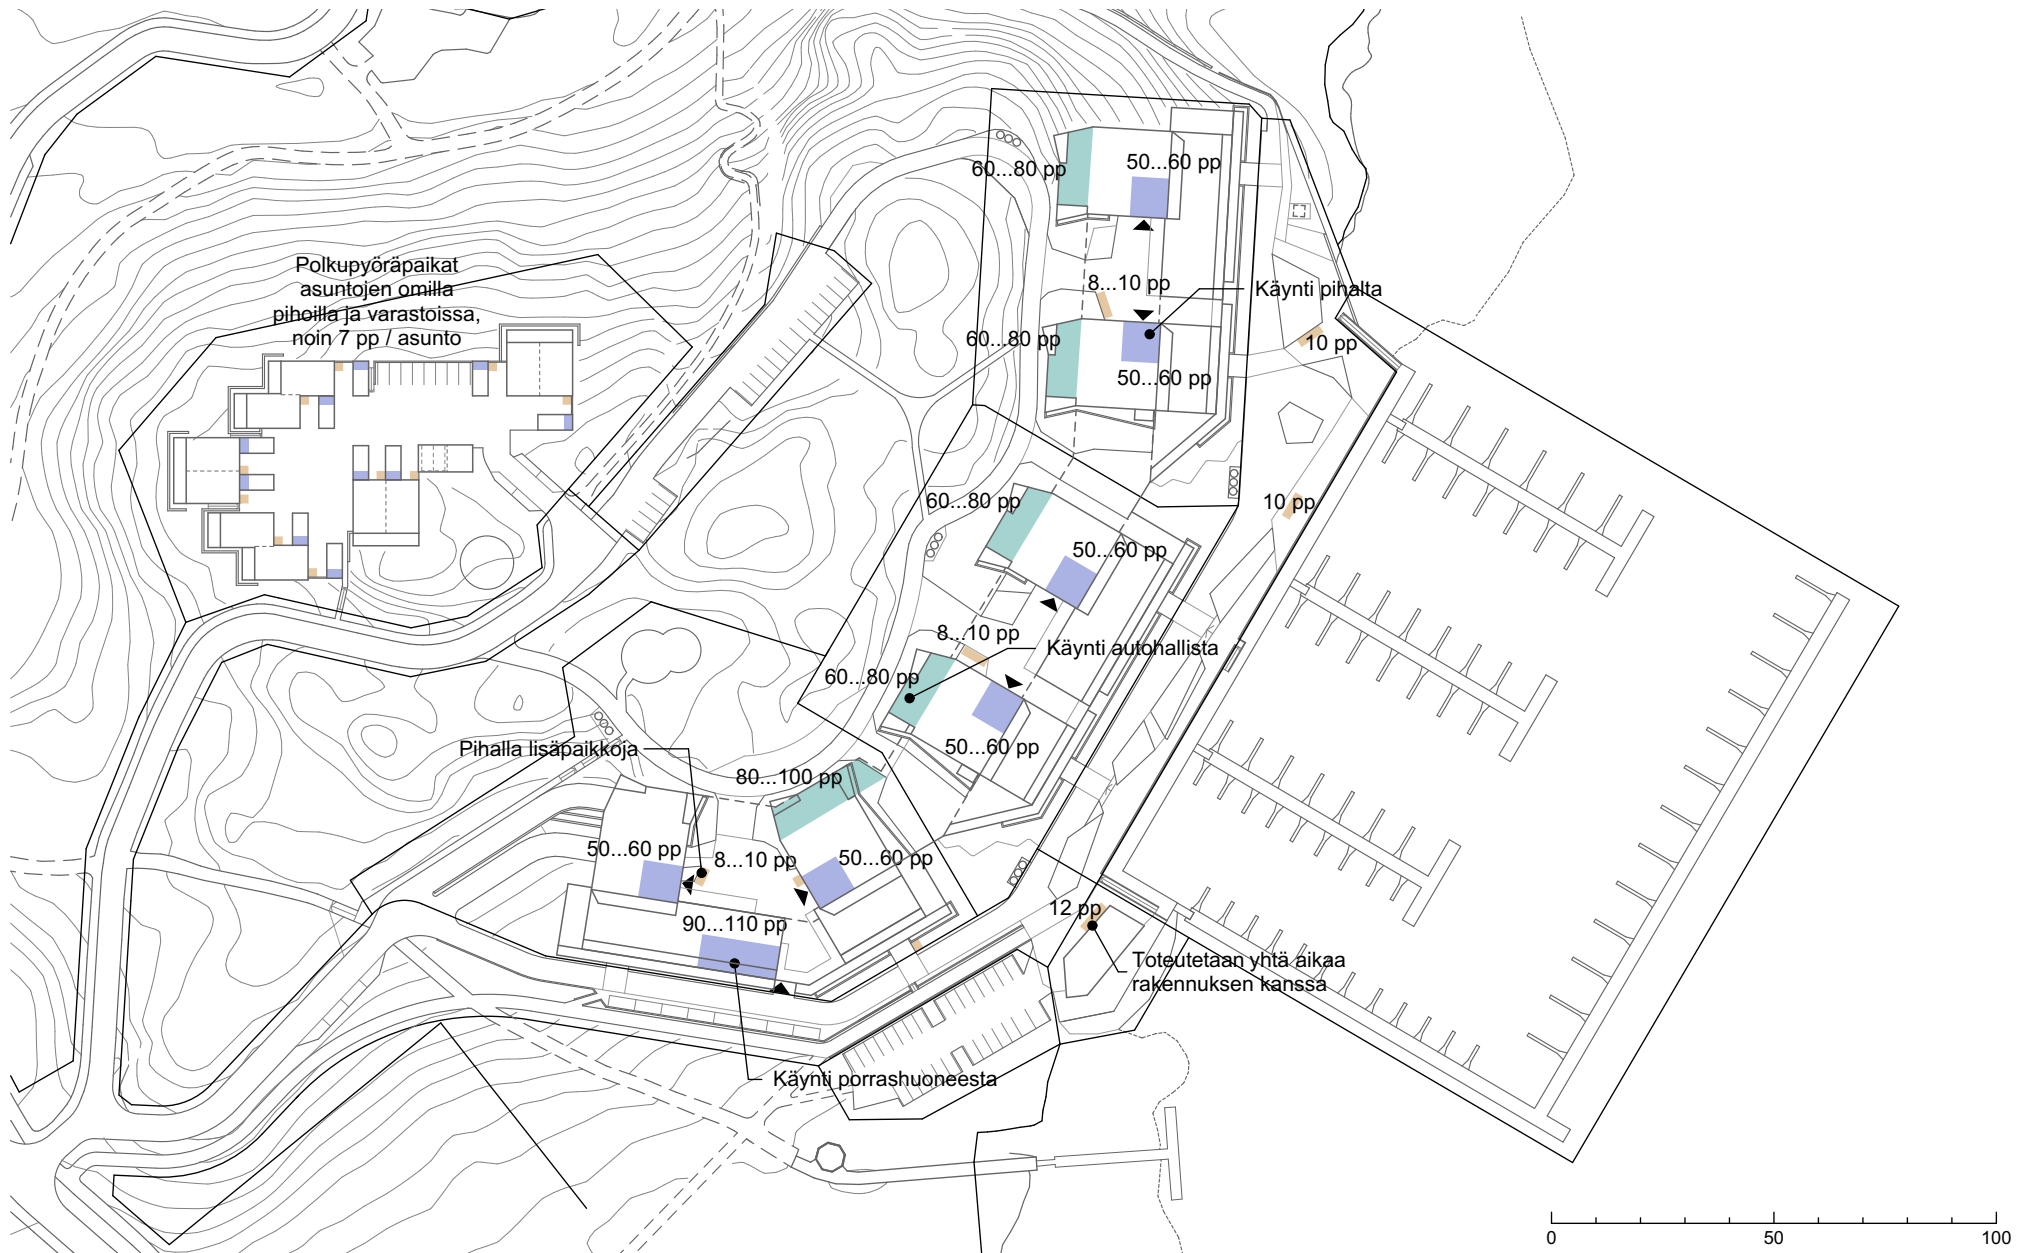 60...80 pp
50...60 pp
Polkupyöräpaikat
asuntojen omilla
pihoilla ja varastoissa,
noin 7 pp / asunto
8...10 pp
Käynti pihalta
60...80 pp
10 pp
50...60 pp
60...80 pp
10 pp
50...60 pp
8...10 pp
Käynti autohallista
60...80 pp
Pihalla lisäpaikkoja
50...60 pp
80...100 pp
50...60 pp
8...10 pp
50...60 pp
90...110 pp
12 pp
Toteutetaan yhtä aikaa
rakennuksen kanssa
Käynti porrashuoneesta
0 50 100